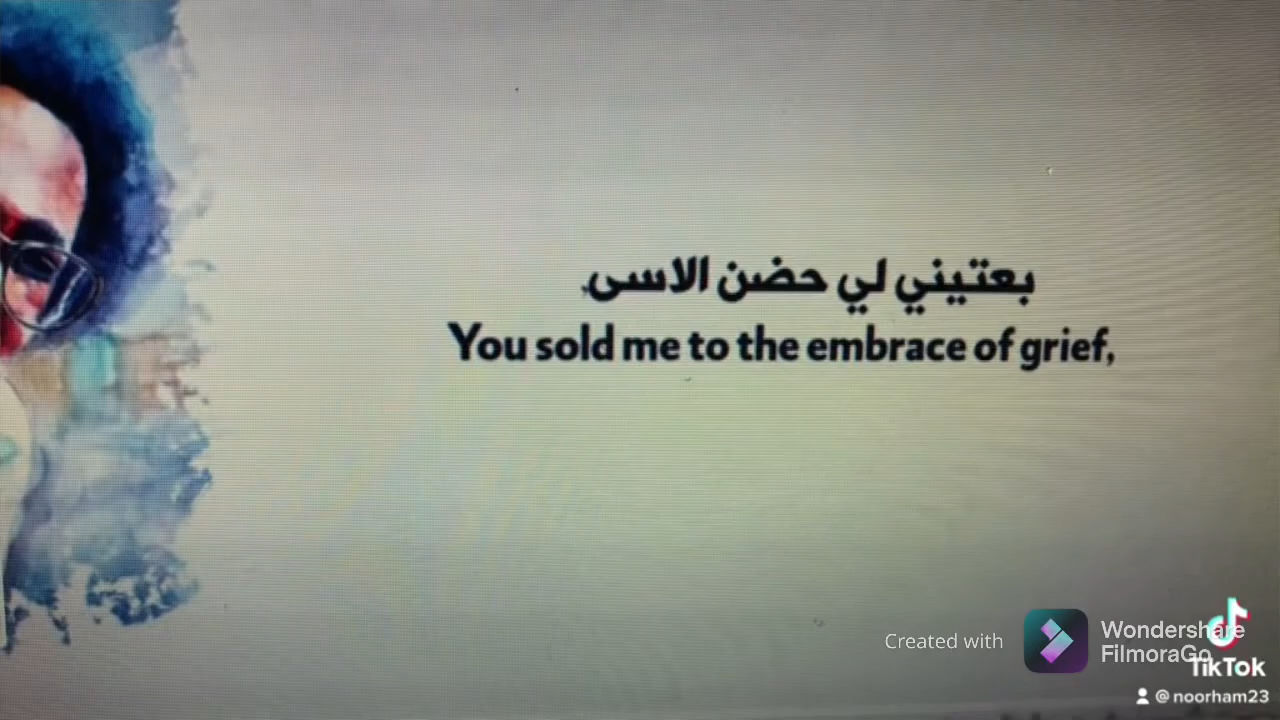 بعتيني لي حضن الاسى
You sold me to the embrace of grief,
Created with
Wondershare
FilmoraGo
TikTok
@noorham23